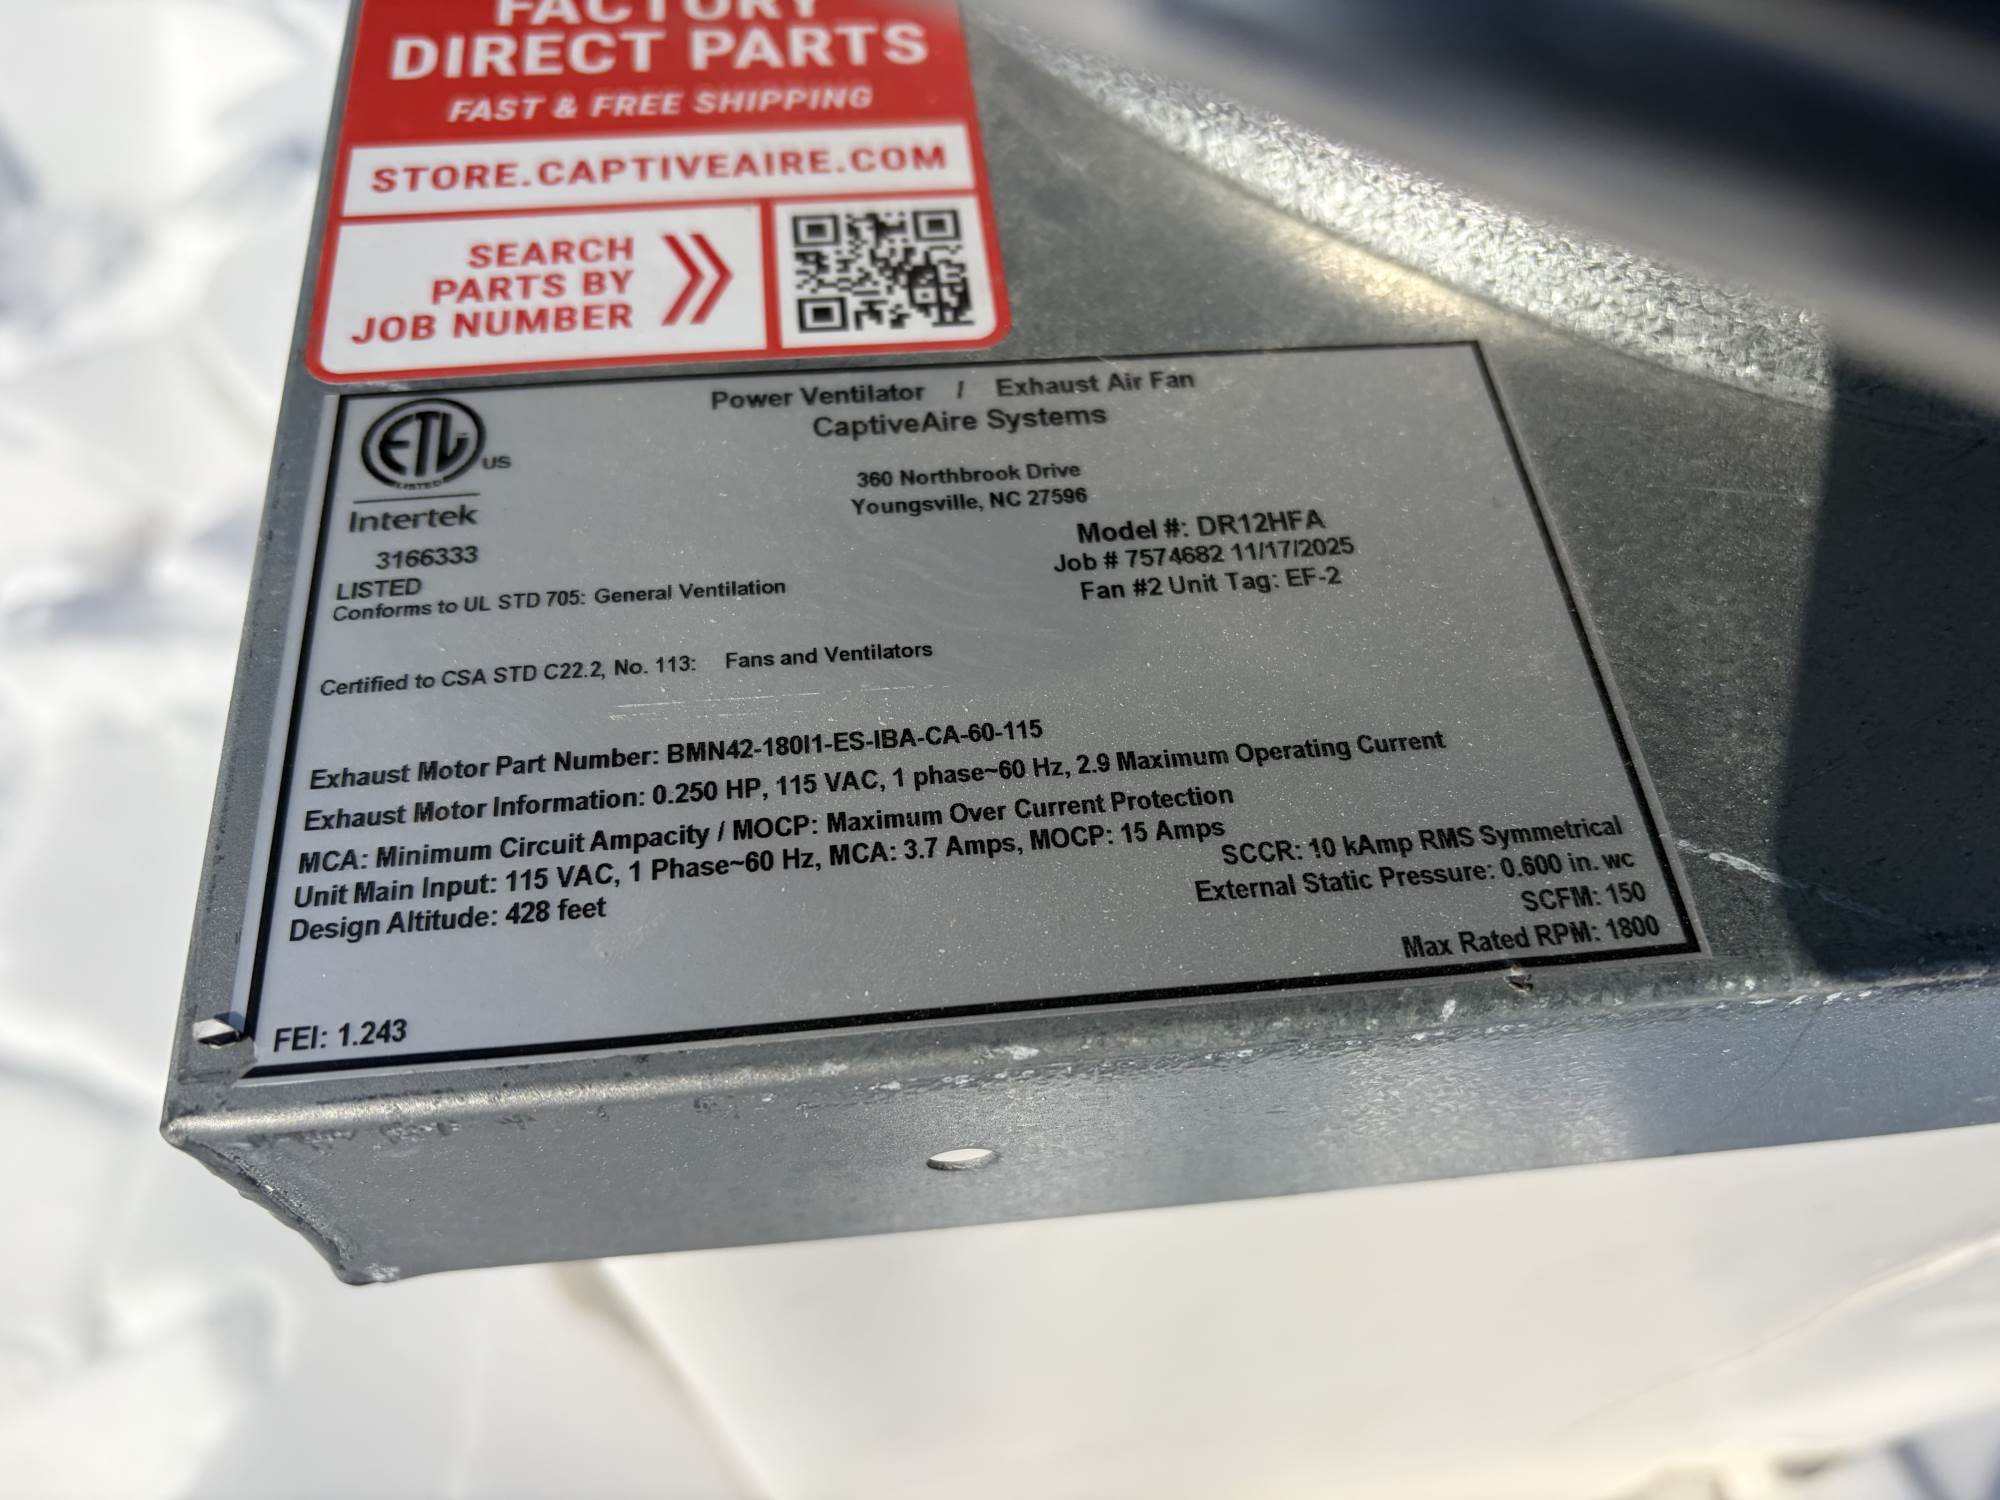 FACTORY
DIRECT PARTS
FAST & FREE SHIPPING
STORE.CAPTIVEAIRE.COM
SEARCH
PARTS BY
JOB NUMBER
ETL US
LISTED
Intertek
3166333
LISTED
Conforms to UL STD 705: General Ventilation
Power Ventilator / Exhaust Air Fan
CaptiveAire Systems
360 Northbrook Drive
Youngsville, NC 27596
Model #: DR12HFA
Job # 7574682 11/17/2025
Fan #2 Unit Tag: EF-2
Certified to CSA STD C22.2, No. 113: Fans and Ventilators
Exhaust Motor Part Number: BMN42-180I1-ES-IBA-CA-60-115
Exhaust Motor Information: 0.250 HP, 115 VAC, 1 phase~60 Hz, 2.9 Maximum Operating Current
MCA: Minimum Circuit Ampacity / MOCP: Maximum Over Current Protection
Unit Main Input: 115 VAC, 1 Phase~60 Hz, MCA: 3.7 Amps, MOCP: 15 Amps
Design Altitude: 428 feet
SCCR: 10 kAmp RMS Symmetrical
External Static Pressure: 0.600 in. wc
SCFM: 150
Max Rated RPM: 1800
FEI: 1.243